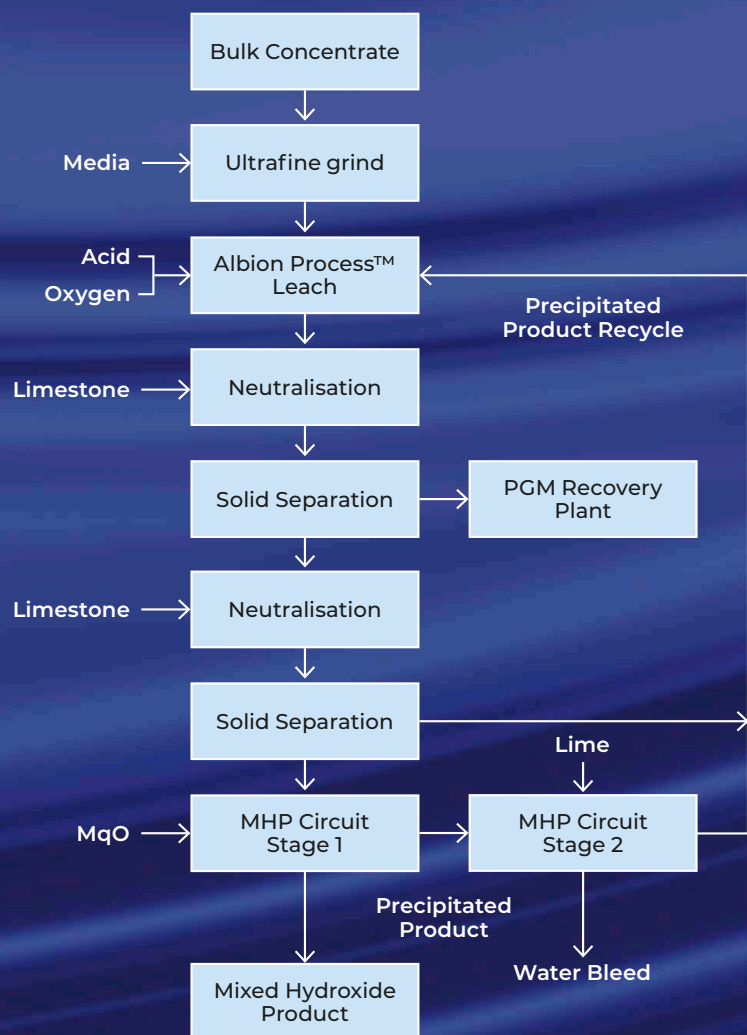 Bulk Concentrate
Media
Ultrafine grind
Acid
Oxygen
Albion Process™
Leach
Precipitated
Product Recycle
Limestone
Neutralisation
Solid Separation
PGM Recovery
Plant
Limestone
Neutralisation
Solid Separation
Lime
MqO
MHP Circuit
Stage 1
MHP Circuit
Stage 2
Precipitated
Product
Water Bleed
Mixed Hydroxide
Product